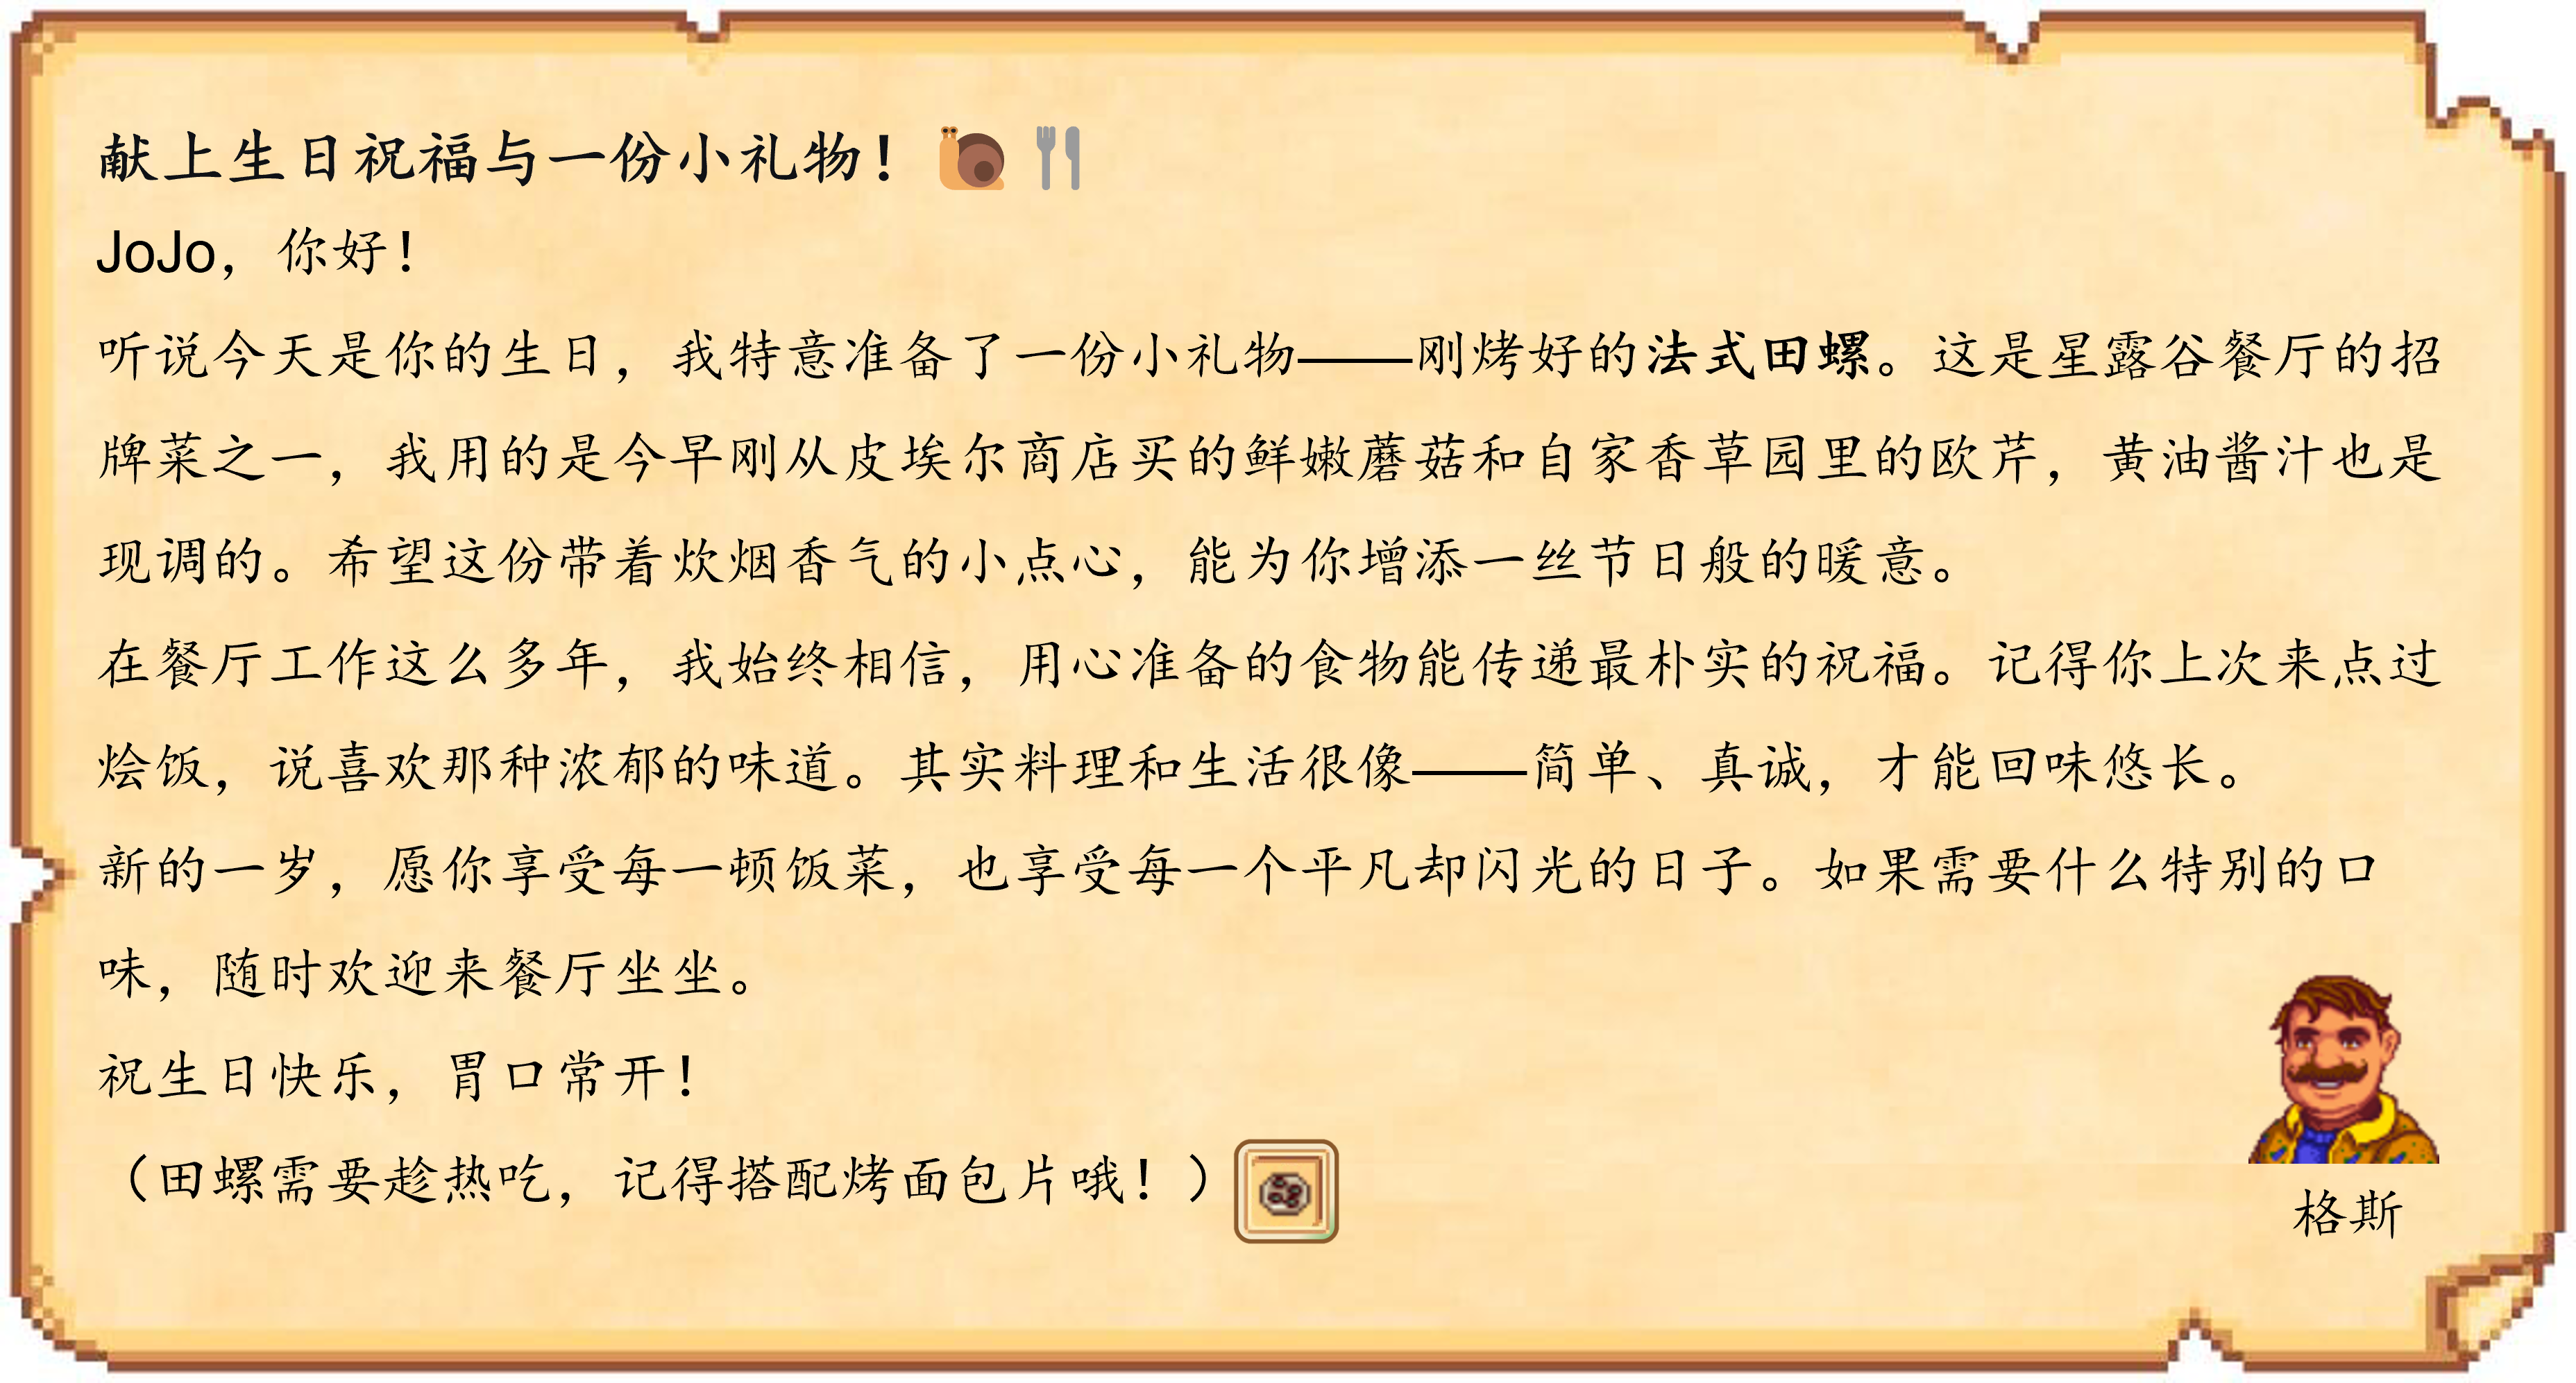 献上生日祝福与一份小礼物！
JoJo，你好！
听说今天是你的生日，我特意准备了一份小礼物——刚烤好的法式田螺。这是星露谷餐厅的招
牌菜之一，我用的是今早刚从皮埃尔商店买的鲜嫩蘑菇和自家香草园里的欧芹，黄油酱汁也是
现调的。希望这份带着炊烟香气的小点心，能为你增添一丝节日般的暖意。
在餐厅工作这么多年，我始终相信，用心准备的食物能传递最朴实的祝福。记得你上次来点过
烩饭，说喜欢那种浓郁的味道。其实料理和生活很像——简单、真诚，才能回味悠长。
新的一岁，愿你享受每一顿饭菜，也享受每一个平凡却闪光的日子。如果需要什么特别的口
味，随时欢迎来餐厅坐坐。
祝生日快乐，胃口常开！
（田螺需要趁热吃，记得搭配烤面包片哦！）
格斯